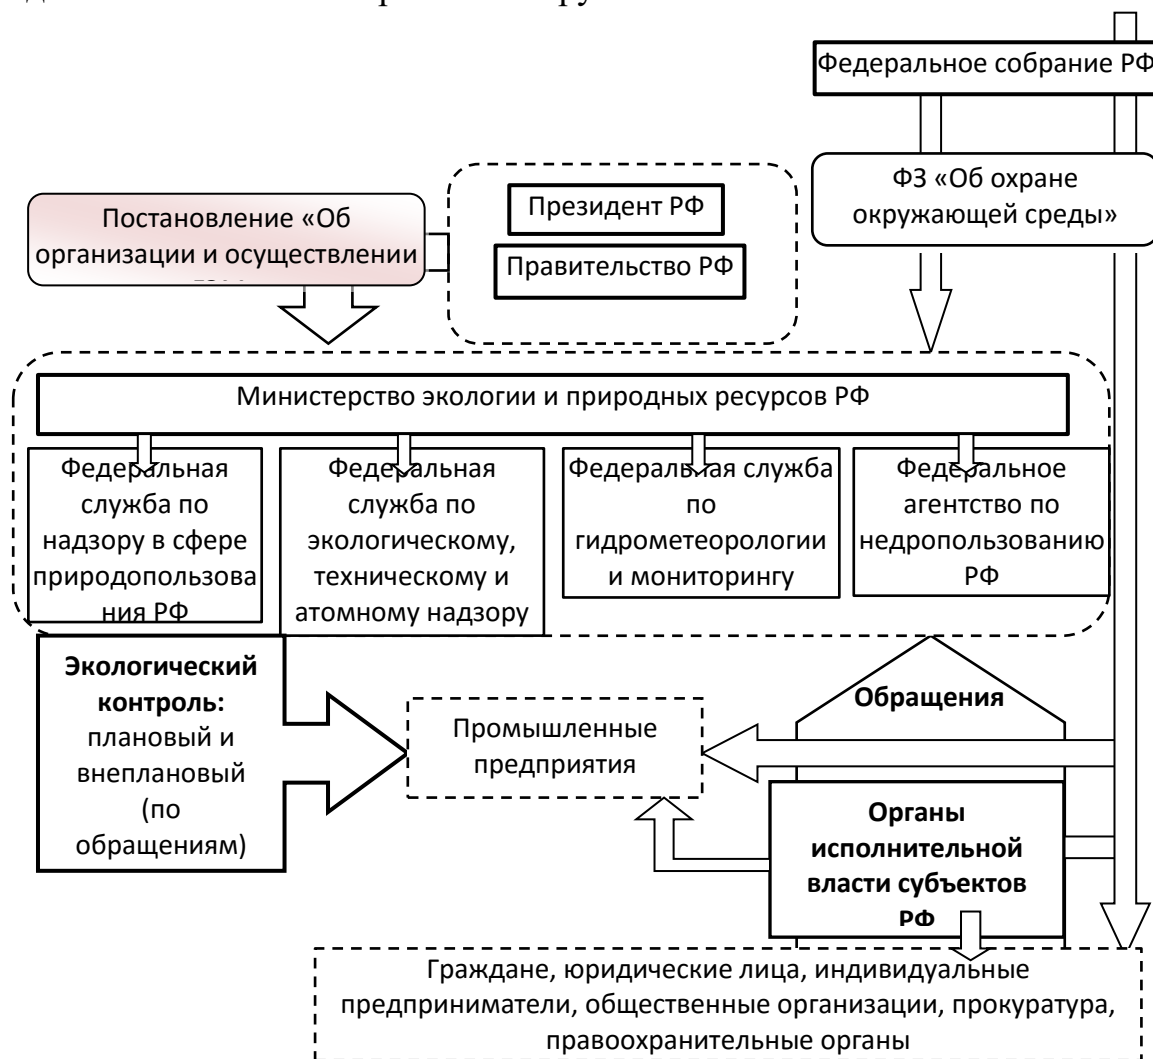 Федеральное собрание РФ
ФЗ «Об охране
окружающей среды»
Президент РФ
Правительство РФ
Постановление «Об
организации и осуществлении
Министерство экологии и природных ресурсов РФ
Федеральная
служба по
надзору в сфере
природопользова
ния РФ
Федеральная
служба по
экологическому,
техническому и
атомному надзору
Федеральная служба
по
гидрометеорологии
и мониторингу
Федеральное
агентство по
недропользованию
РФ
Экологический
контроль:
плановый и
внеплановый
(по
обращениям)
Промышленные
предприятия
Обращения
Органы
исполнительной
власти субъектов
РФ
Граждане, юридические лица, индивидуальные
предприниматели, общественные организации, прокуратура,
правоохранительные органы